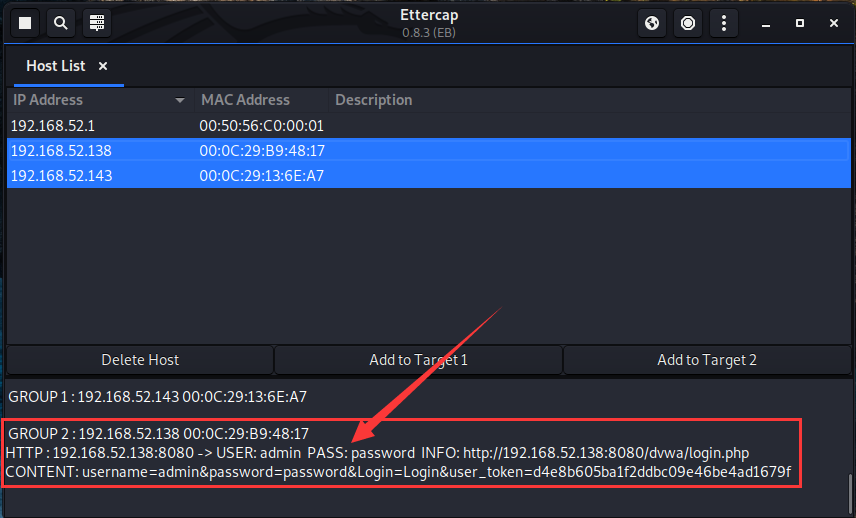 Ettercap
0.8.3 (EB)
Host List ×
IP Address MAC Address Description
192.168.52.1 00:50:56:C0:00:01
192.168.52.138 00:0C:29:B9:48:17
192.168.52.143 00:0C:29:13:6E:A7
Delete Host Add to Target 1 Add to Target 2
GROUP 1 : 192.168.52.143 00:0C:29:13:6E:A7
GROUP 2 : 192.168.52.138 00:0C:29:B9:48:17
HTTP : 192.168.52.138:8080 -> USER: admin PASS: password INFO: http://192.168.52.138:8080/dvwa/login.php
CONTENT: username=admin&password=password&Login=Login&user_token=d4e8b605ba1f2ddbc09e46be4ad1679f